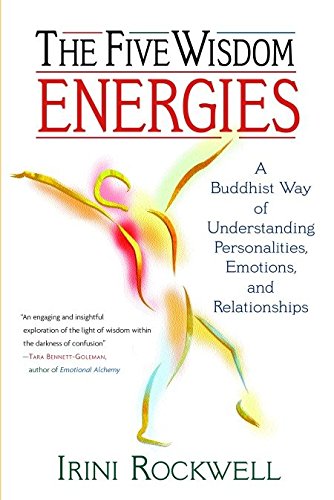 THE FIVE WISDOM
ENERGIES
A
Buddhist Way
of
Understanding
Personalities,
Emotions,
and
Relationships
"An engaging and insightful
exploration of the light of wisdom within
the darkness of confusion"
—TARA BENNETT-GOLEMAN,
author of Emotional Alchemy
IRINI ROCKWELL